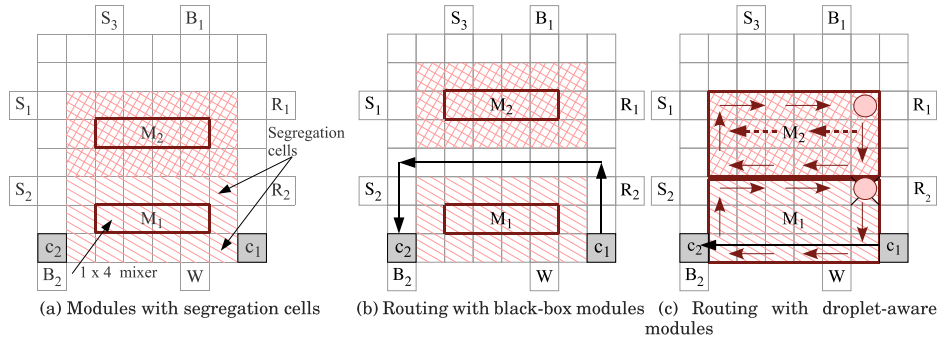 S3 B1
S1 R1
M2
Segregation
cells
S2 R2
M1
c2 c1
B2 1 x 4 mixer W
(a) Modules with segregation cells
S3 B1
S1 M2 R1
S2 R2
M1
c2 c1
B2 W
(b) Routing with black-box modules
S3 B1
S1 R1
M2
S2 R2
M1
c2 c1
B2 W
(c) Routing with droplet-aware
modules